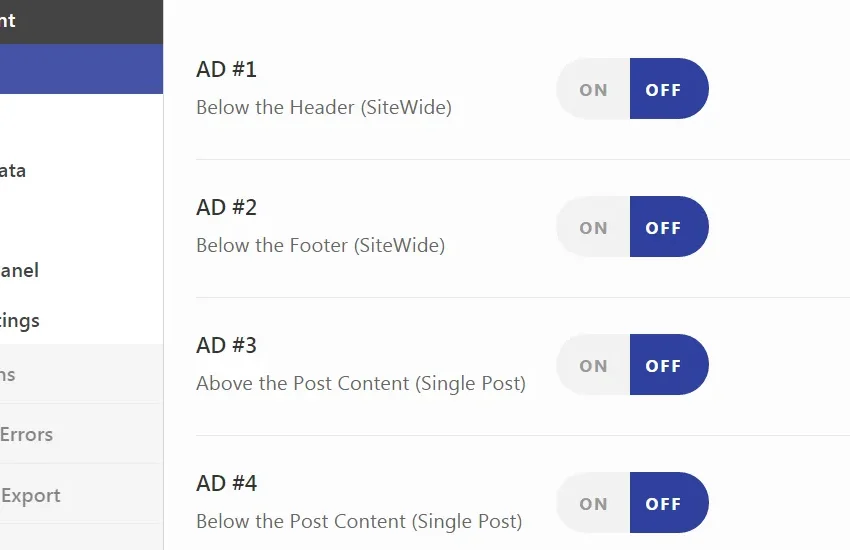 nt
ata
anel
tings
ns
Errors
Export
AD #1
Below the Header (SiteWide)
ON OFF
AD #2
Below the Footer (SiteWide)
ON OFF
AD #3
Above the Post Content (Single Post)
ON OFF
AD #4
Below the Post Content (Single Post)
ON OFF